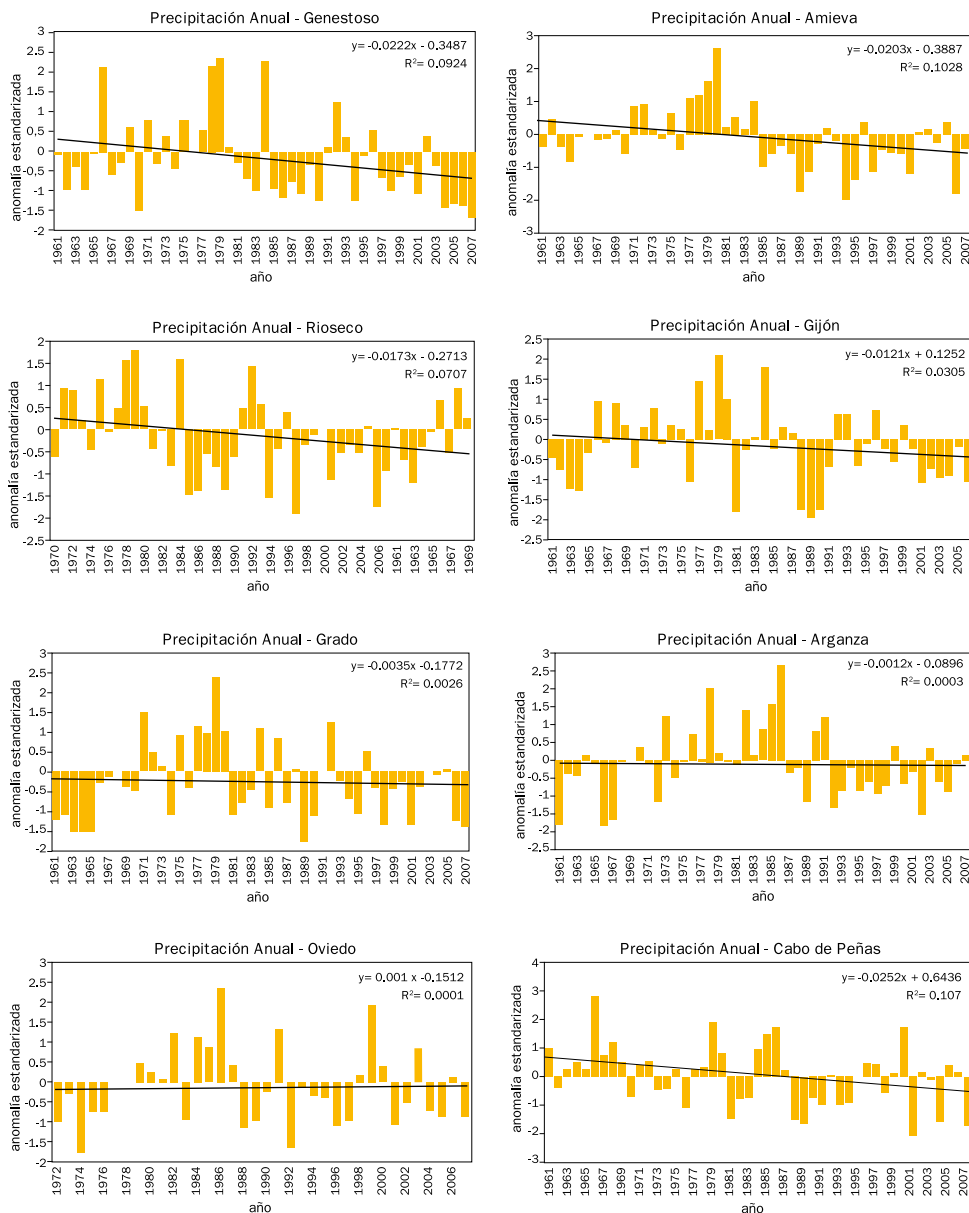 Precipitación Anual - Genestoso
y= -0.0222x - 0.3487
R²= 0.0924
anomalía estandarizada
3
2.5
2
1.5
1
0,5
0
-0.5
-1
-1.5
-2
1961 1963 1965 1967 1969 1971 1973 1975 1977 1979 1981 1983 1985 1987 1989 1991 1993 1995 1997 1999 2001 2003 2005 2007
año
Precipitación Anual - Amieva
y= -0.0203x - 0.3887
R²= 0.1028
anomalía estandarizada
3
2
1
0
-1
-2
-3
1961 1963 1965 1967 1969 1971 1973 1975 1977 1979 1981 1983 1985 1987 1989 1991 1993 1995 1997 1999 2001 2003 2005 2007
año
Precipitación Anual - Rioseco
y= -0.0173x - 0.2713
R²= 0.0707
anomalía estandarizada
2
1.5
1
0.5
0
-0.5
-1
-1.5
-2
-2.5
1970 1972 1974 1976 1978 1980 1982 1984 1986 1988 1990 1992 1994 1996 1998 2000 2002 2004 2006 1961 1963 1965 1967 1969
año
Precipitación Anual - Gijón
y= -0.0121x + 0.1252
R²= 0.0305
anomalía estandarizada
2.5
2
1.5
1
0.5
0
-0.5
-1
-1.5
-2
-2.5
1961 1963 1965 1967 1969 1971 1973 1975 1977 1979 1981 1983 1985 1987 1989 1991 1993 1995 1997 1999 2001 2003 2005
año
Precipitación Anual - Grado
y= -0.0035x -0.1772
R²= 0.0026
anomalía estandarizada
3
2.5
2
1.5
1
0.5
0
-0.5
-1
-1.5
-2
1961 1963 1965 1967 1969 1971 1973 1975 1977 1979 1981 1983 1985 1987 1989 1991 1993 1995 1997 1999 2001 2003 2005 2007
año
Precipitación Anual - Arganza
y= -0.0012x - 0.0896
R²= 0.0003
anomalía estandarizada
3
2.5
2
1.5
1
0.5
0
-0.5
-1
-1.5
-2
-2.5
1961 1963 1965 1967 1969 1971 1973 1975 1977 1979 1981 1983 1985 1987 1989 1991 1993 1995 1997 1999 2001 2003 2005 2007
año
Precipitación Anual - Oviedo
y= 0.001 x -0.1512
R²= 0.0001
anomalía estandarizada
3
2.5
2
1.5
1
0.5
0
-0.5
-1
-1.5
-2
1972 1974 1976 1978 1980 1982 1984 1986 1988 1990 1992 1994 1996 1998 2000 2002 2004 2006
año
Precipitación Anual - Cabo de Peñas
y= -0.0252x + 0.6436
R²= 0.107
anomalía estandarizada
4
3
2
1
0
-1
-2
-3
1961 1963 1965 1967 1969 1971 1973 1975 1977 1979 1981 1983 1985 1987 1989 1991 1993 1995 1997 1999 2001 2003 2005 2007
año